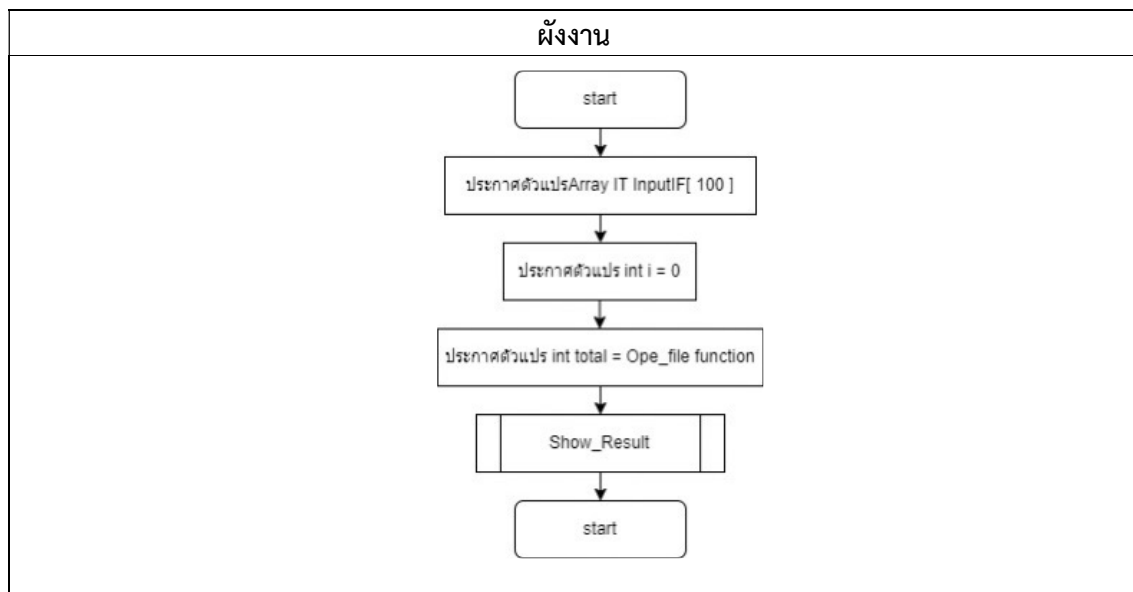 ผังงาน
start
ประกาศตัวแปรArray IT InputIF[ 100 ]
ประกาศตัวแปร int i = 0
ประกาศตัวแปร int total = Ope_file function
Show_Result
start